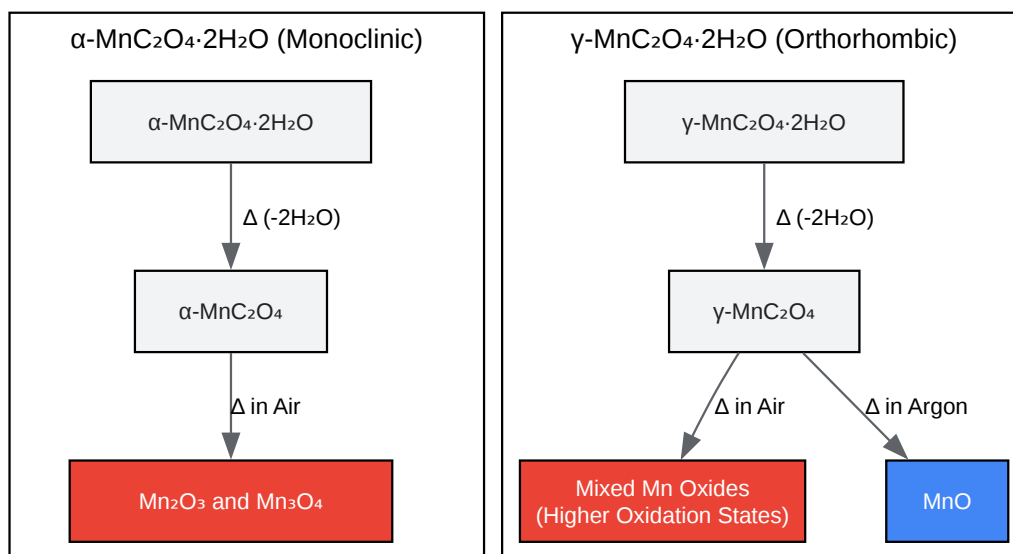 α-MnC₂O₄·2H₂O (Monoclinic)
α-MnC₂O₄·2H₂O
Δ (-2H₂O)
α-MnC₂O₄
Δ in Air
Mn₂O₃ and Mn₃O₄
γ-MnC₂O₄·2H₂O (Orthorhombic)
γ-MnC₂O₄·2H₂O
Δ (-2H₂O)
γ-MnC₂O₄
Δ in Air
Δ in Argon
Mixed Mn Oxides
(Higher Oxidation States)
MnO